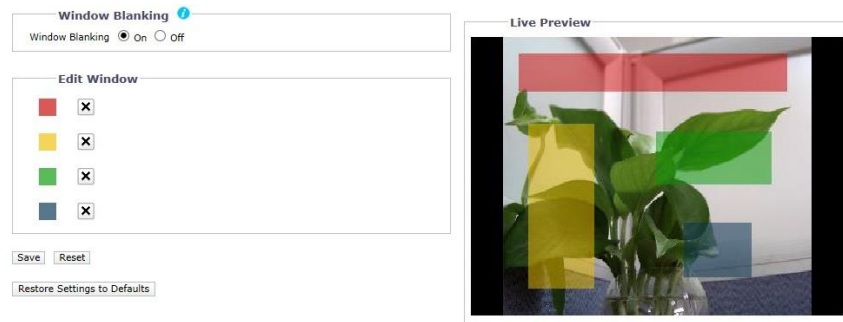 Window Blanking i
Window Blanking On Off
Edit Window
Save Reset
Restore Settings to Defaults
Live Preview